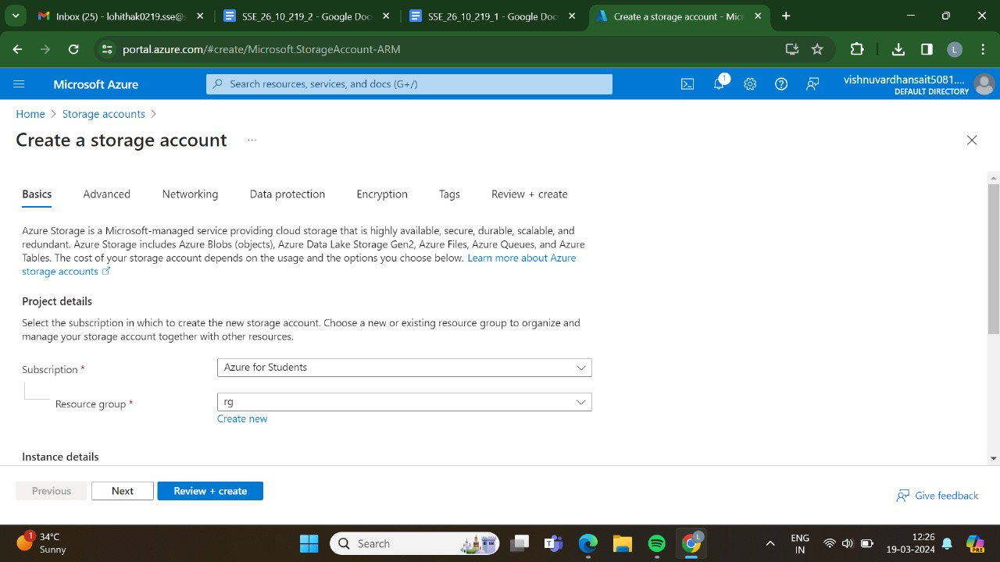 Inbox (25) - lohithak0219.sse@s
SSE_26_10_219_2 - Google Doc
SSE_26_10_219_1 - Google Doc
Create a storage account - Mic
portal.azure.com/#create/Microsoft.StorageAccount-ARM
L
Microsoft Azure
Search resources, services, and docs (G+/)
1
vishnuvardhansait5081....
DEFAULT DIRECTORY
Home > Storage accounts >
Create a storage account ...
Basics Advanced Networking Data protection Encryption Tags Review + create
Azure Storage is a Microsoft-managed service providing cloud storage that is highly available, secure, durable, scalable, and
redundant. Azure Storage includes Azure Blobs (objects), Azure Data Lake Storage Gen2, Azure Files, Azure Queues, and Azure
Tables. The cost of your storage account depends on the usage and the options you choose below. Learn more about Azure
storage accounts
Project details
Select the subscription in which to create the new storage account. Choose a new or existing resource group to organize and
manage your storage account together with other resources.
Subscription * Azure for Students
Resource group * rg
Create new
Instance details
Previous Next Review + create
Give feedback
1
34°C
Sunny
Search
T
L
ENG
IN
12:26
19-03-2024
PRE